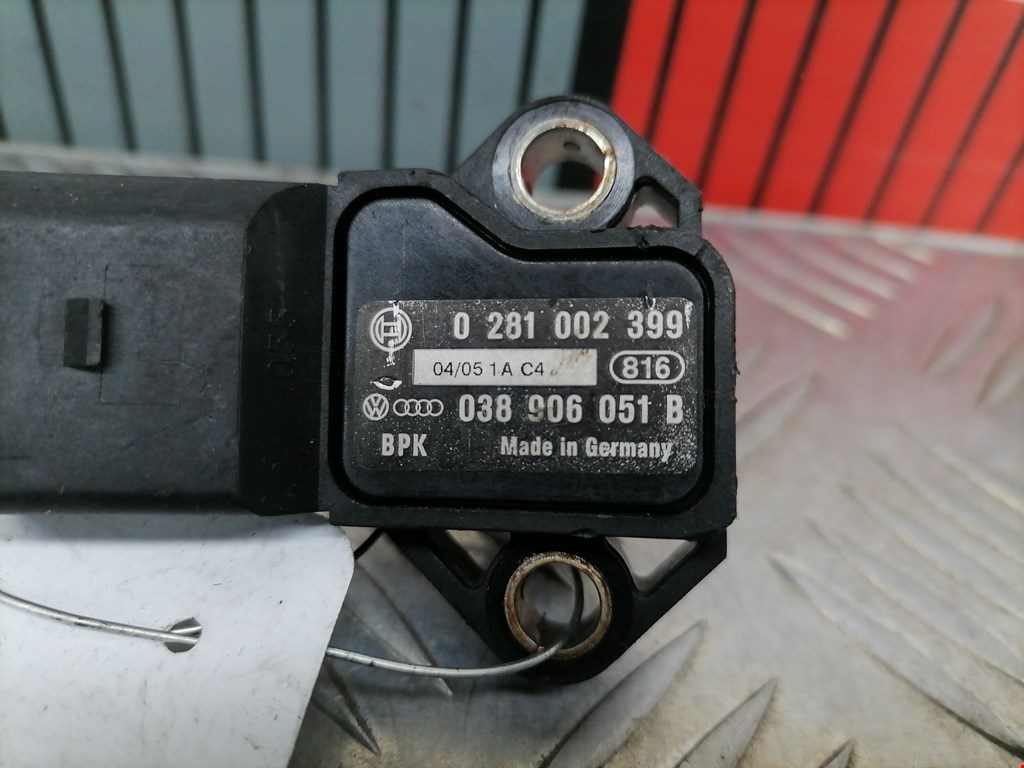 0 281 002 399
04/05 1A C4
816
038 906 051 B
BPK
Made in Germany